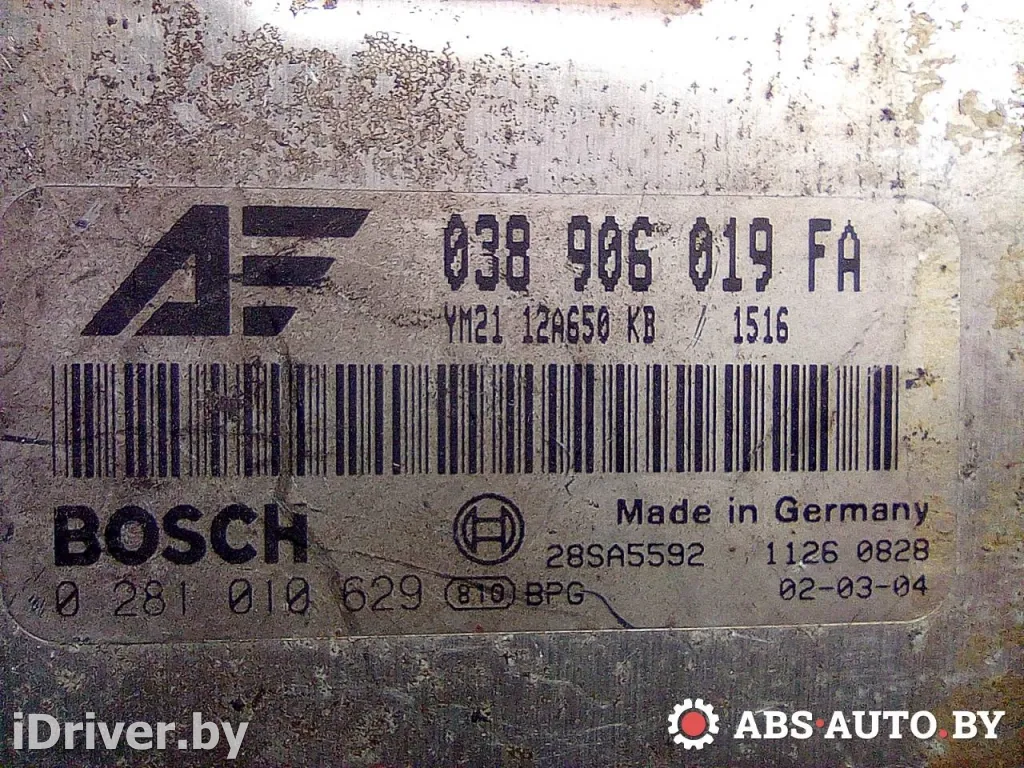 AF 038 906 019 FA
YM21 12A650 KB / 1516
BOSCH Made in Germany
28SA5592 1126 0828
0 281 010 629 810 BPG 02-03-04
iDriver.by ABS-AUTO.BY